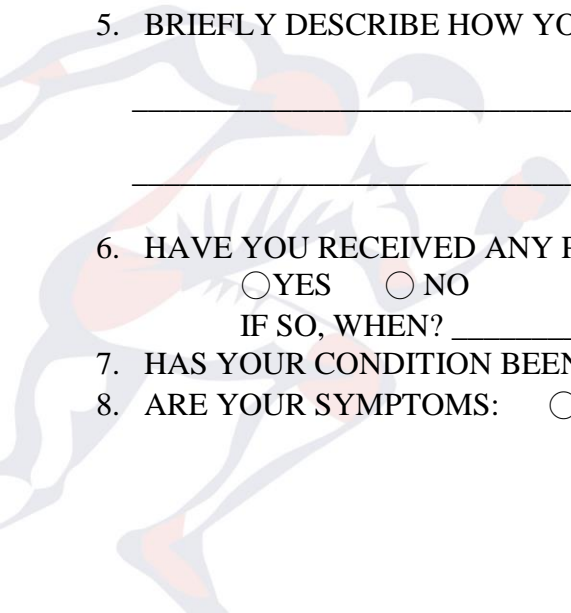 5. BRIEFLY DESCRIBE HOW YO
6. HAVE YOU RECEIVED ANY
○YES ○ NO
IF SO, WHEN? __________
7. HAS YOUR CONDITION BEEN
8. ARE YOUR SYMPTOMS: ○